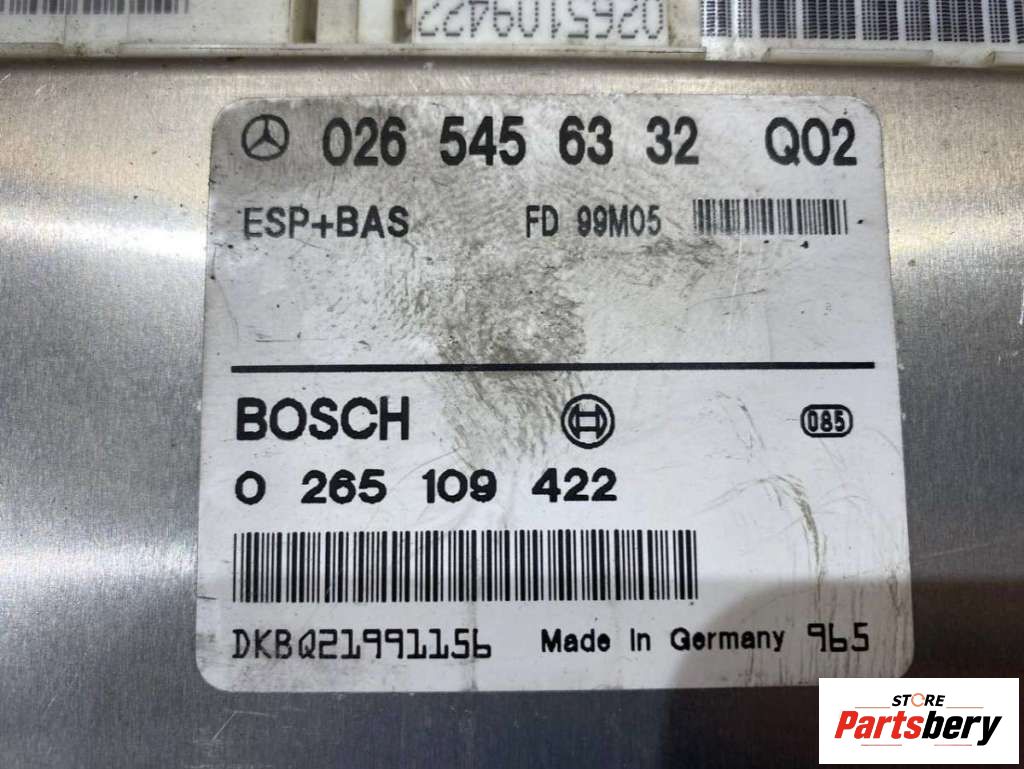 0265109422
026 545 63 32 Q02
ESP+BAS FD 99M05
BOSCH 085
0 265 109 422
DKBQ21991156 Made In Germany 965
STORE
Partsbery